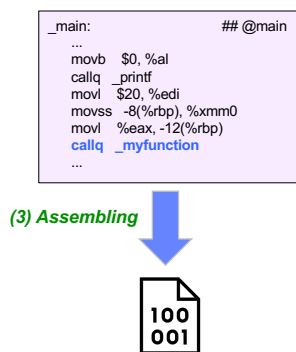 _main: ## @main
...
movb $0, %al
callq _printf
movl $20, %edi
movss -8(%rbp), %xmm0
movl %eax, -12(%rbp)
callq _myfunction
...
(3) Assembling
100
001